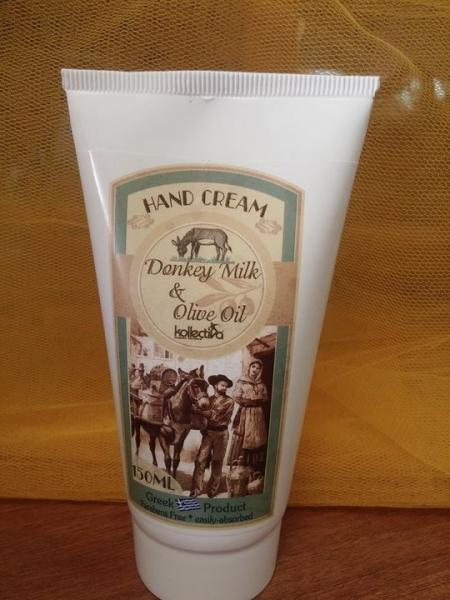 HAND CREAM
Donkey Milk
&
Olive Oil
kollectiva
150ML
Greek Product
Parabens Free * easily-absorbed